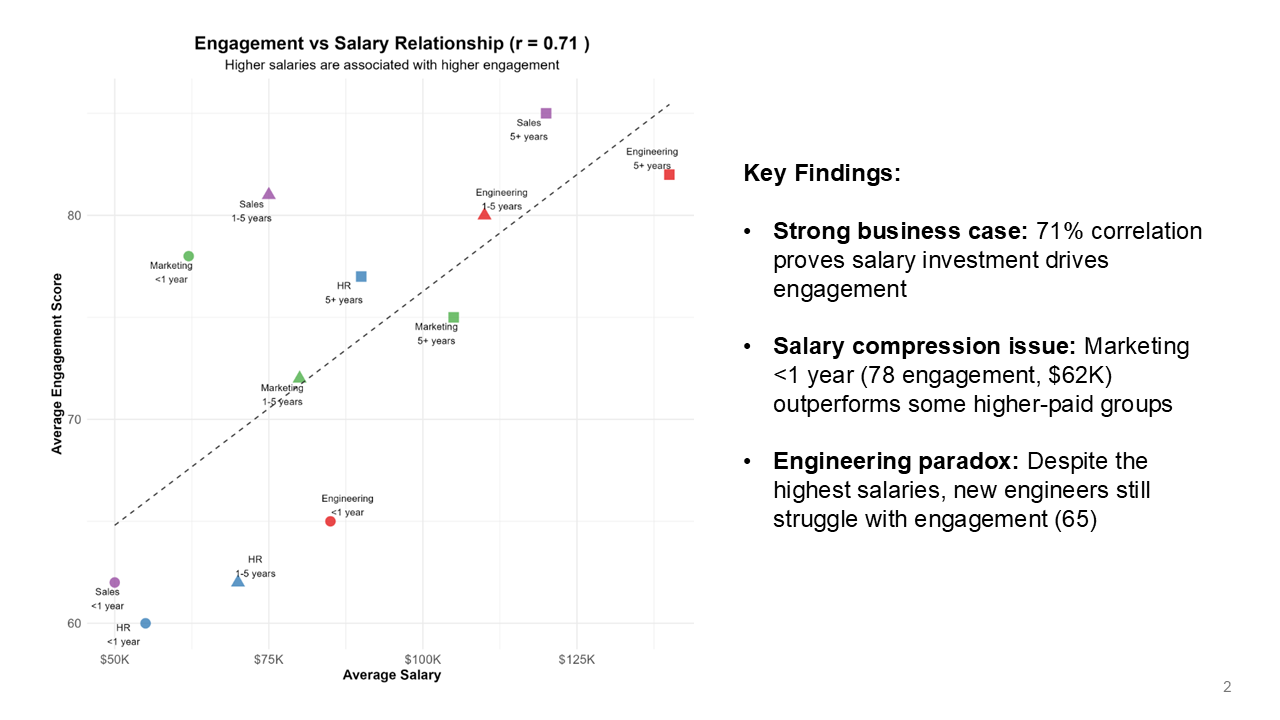 Engagement vs Salary Relationship (r = 0.71 )
Higher salaries are associated with higher engagement
Average Engagement Score
80
70
60
Sales
5+ years
Engineering
5+ years
Engineering
1-5 years
Sales
1-5 years
Marketing
<1 year
HR
5+ years
Marketing
5+ years
Marketing
1-5 years
Engineering
<1 year
HR
1-5 years
Sales
<1 year
HR
<1 year
$50K
$75K
$100K
$125K
Average Salary
Key Findings:
• Strong business case: 71% correlation
proves salary investment drives
engagement
• Salary compression issue: Marketing
<1 year (78 engagement, $62K)
outperforms some higher-paid groups
• Engineering paradox: Despite the
highest salaries, new engineers still
struggle with engagement (65)
2